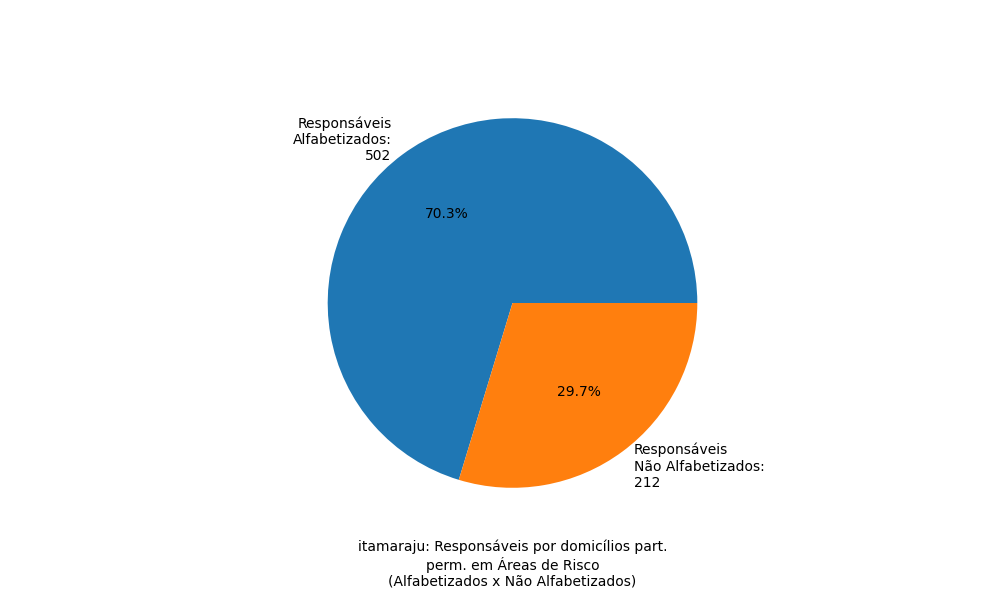 Responsáveis
Alfabetizados:
502
70.3%
29.7%
Responsáveis
Não Alfabetizados:
212
itamaraju: Responsáveis por domicílios part.
perm. em Áreas de Risco
(Alfabetizados x Não Alfabetizados)